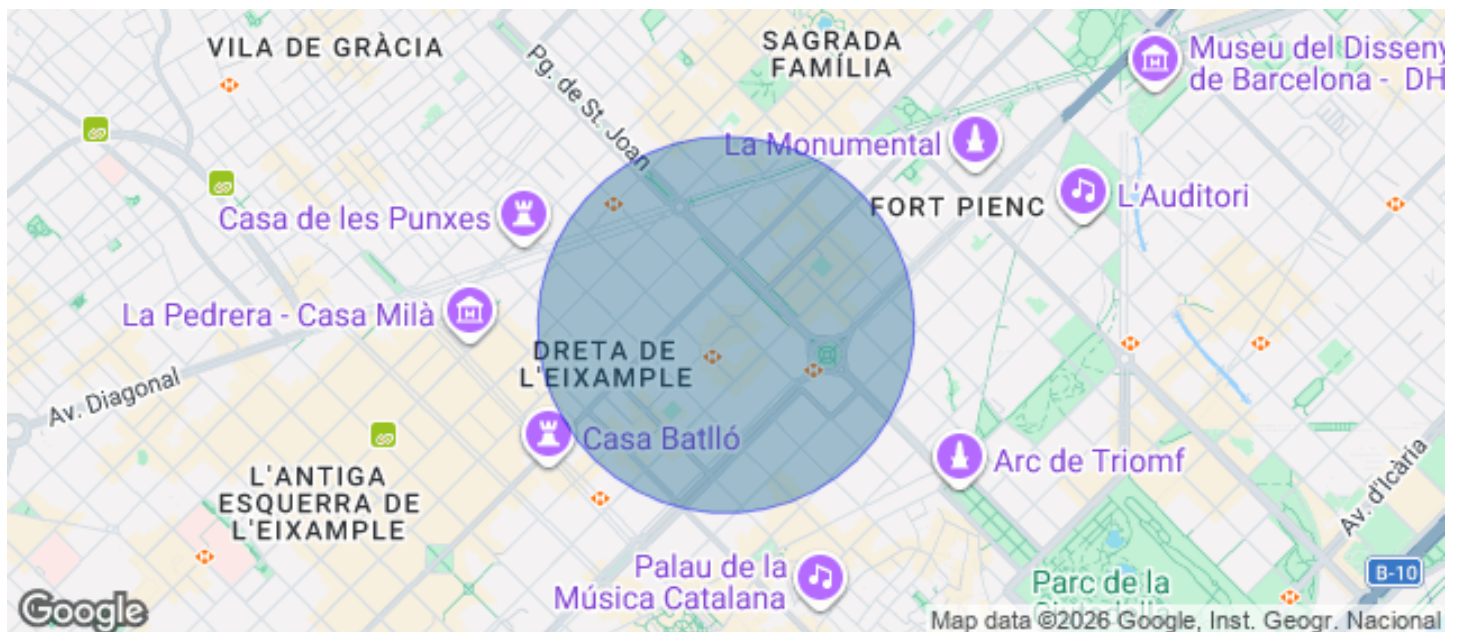 VILA DE GRÀCIA
Pg. de St. Joan
SAGRADA
FAMÍLIA
Museu del Disseny
de Barcelona - DH
La Monumental
Casa de les Punxes
FORT PIENC
L'Auditori
La Pedrera - Casa Milà
DRETA DE
L'EIXAMPLE
Av. Diagonal
Casa Batlló
L'ANTIGA
ESQUERRA DE
L'EIXAMPLE
Arc de Triomf
Av. d'Icària
Palau de la
Música Catalana
Parc de la
B-10
Google
Map data ©2026 Google, Inst. Geogr. Nacional